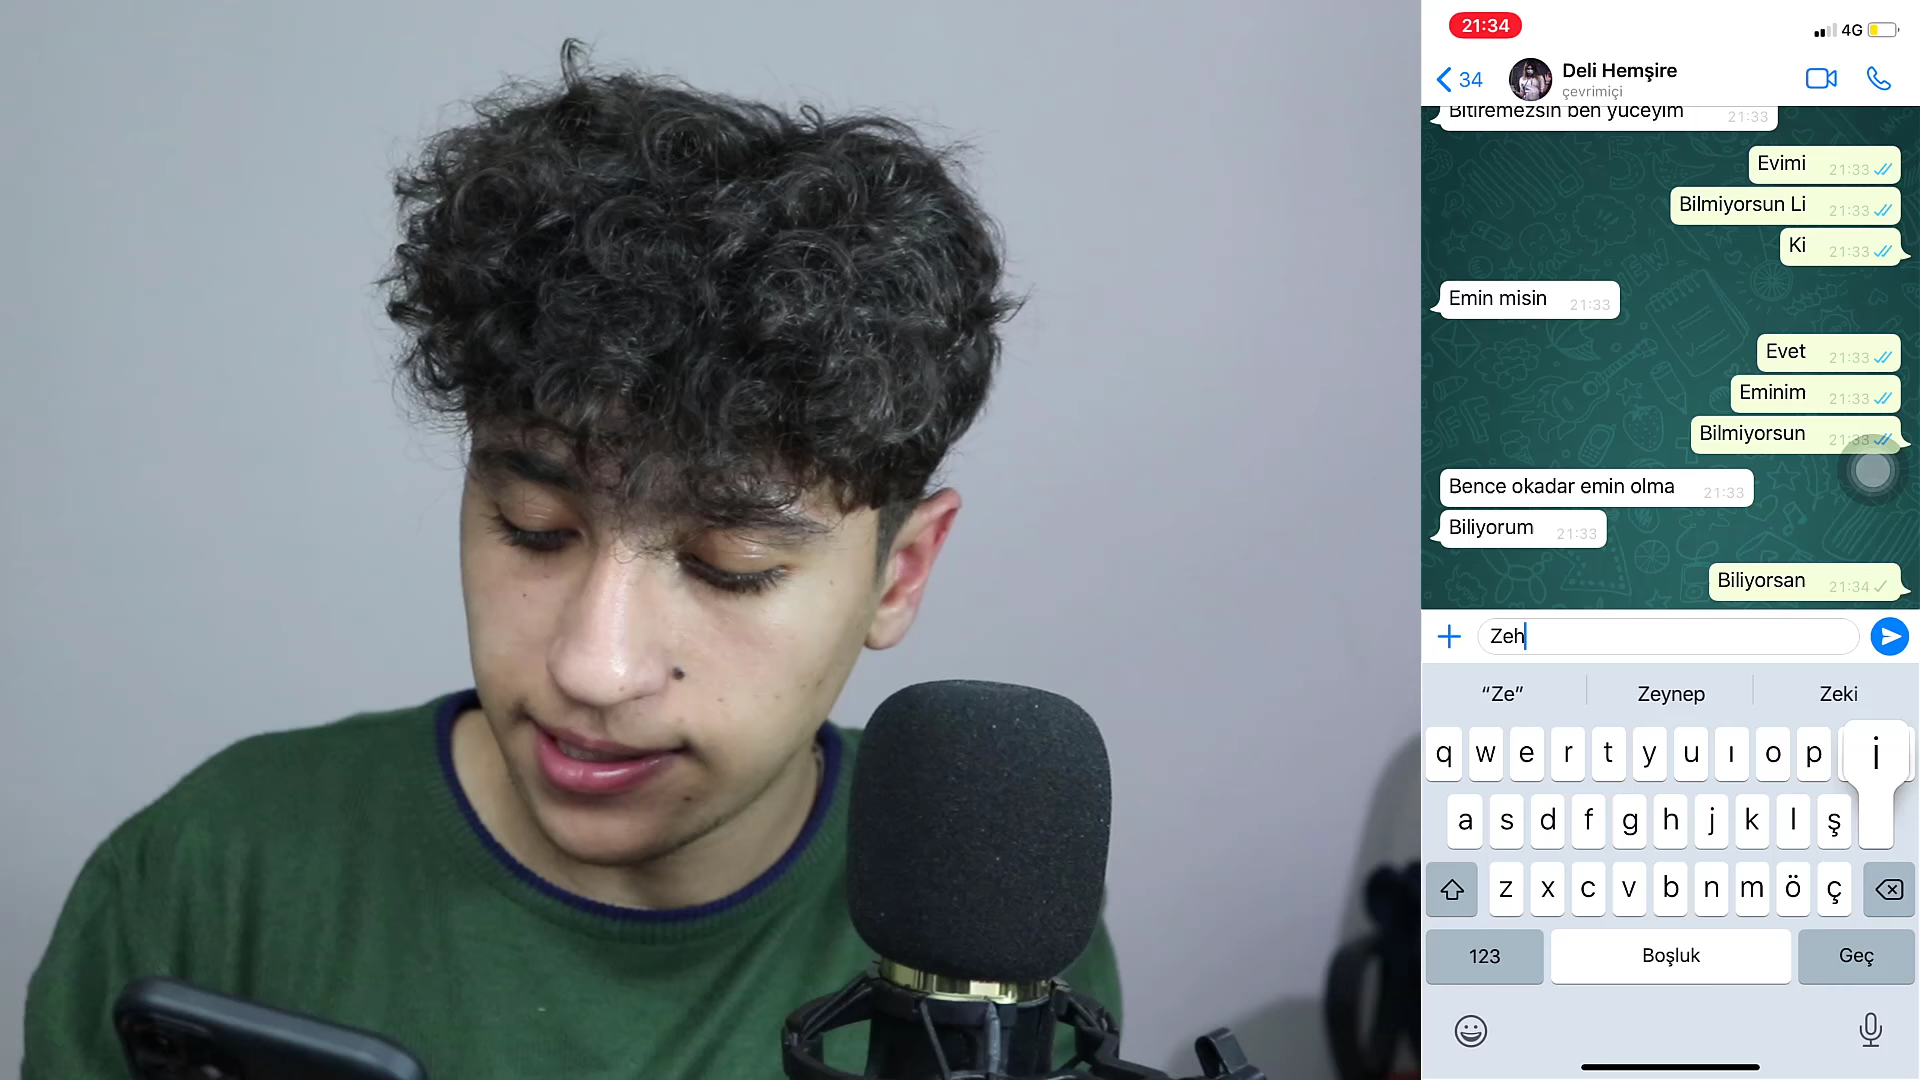 21:34
4G
34
Deli Hemşire
çevrimiçi
Bitiremezsin ben yüceyim 21:33
Evimi 21:33
Bilmiyorsun Li 21:33
Ki 21:33
Emin misin 21:33
Evet 21:33
Eminim 21:33
Bilmiyorsun 21:33
Bence okadar emin olma 21:33
Biliyorum 21:33
Biliyorsan 21:34
Zeh
“Ze” Zeynep Zeki
q w e r t y u ı o p
a s d f g h j k l ş i
z x c v b n m ö ç
123 Boşluk Geç